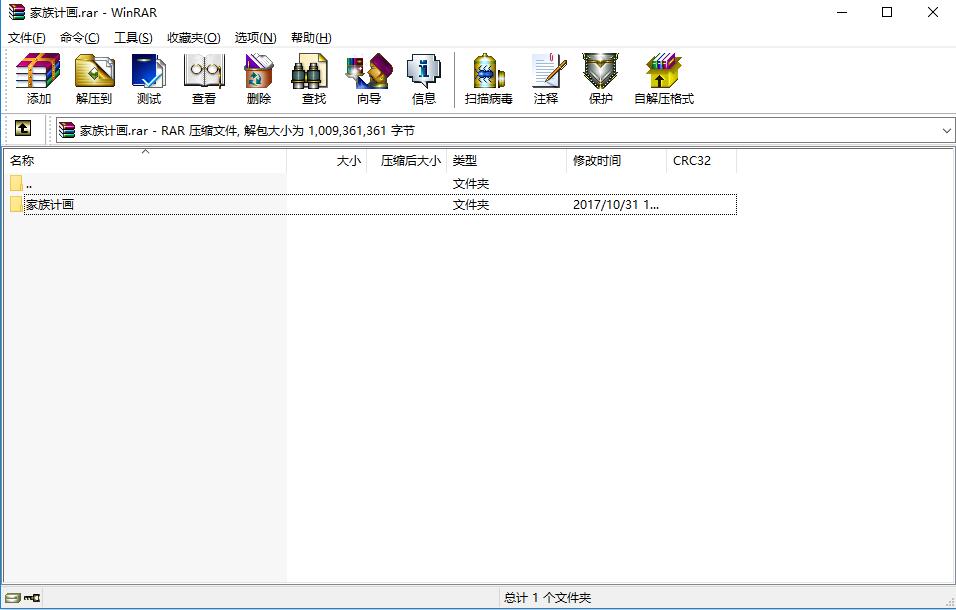 家族计画.rar - WinRAR
文件(F) 命令(C) 工具(S) 收藏夹(O) 选项(N) 帮助(H)
添加 解压到 测试 查看 删除 查找 向导 信息 扫描病毒 注释 保护 自解压格式
家族计画.rar - RAR 压缩文件, 解包大小为 1,009,361,361 字节
名称 大小 压缩后大小 类型 修改时间 CRC32
.. 文件夹
家族计画 文件夹 2017/10/31 1...
总计 1 个文件夹